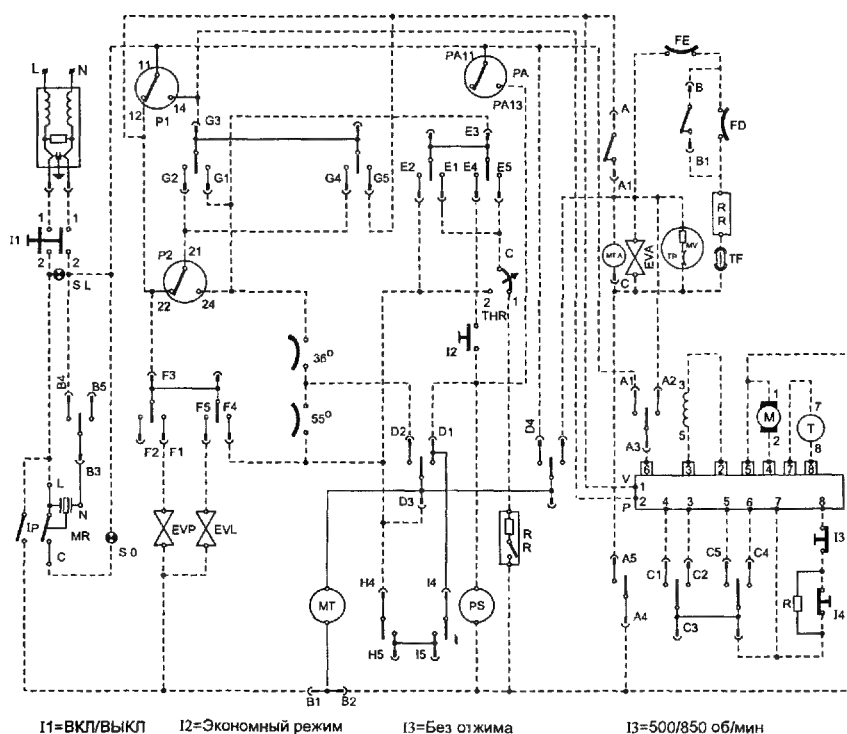 L N
FE
11
PA11
PA
12
14
P1
PA13
A
B
FD
G3
E3
B1
G2 G1
G4 G5
E2 E1 E4 E5
A1
R R
I1
1 1
2 2
P2
21
C
MTA
EVA
TP
MV
TF
SL
22
24
2 1
THR
C
36°
I2
B4 B5
F3
F5 F4
55°
D2 D1
D4
A1 A2
3
1
M
7
T
5
2
8
F2 F1
A3
B3
D3
6 3 2 5 4 7 8
L
N
V 1
P 2
4 3 5 6 7 8
IP
MR
C
S0
EVP
EVL
R R
I3
A5
C1 C2
C5 C4
H4
I4
MT
PS
A4
R
I4
C3
H5 I5
B1 B2
I1=ВКЛ/ВЫКЛ I2=Экономный режим I3=Без отжима I3=500/850 об/мин